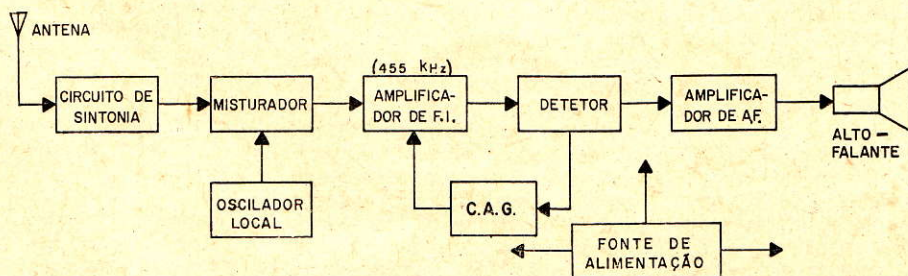 ANTENA
CIRCUITO DE
SINTONIA
MISTURADOR
(455 kHz)
AMPLIFICA-
DOR DE F.I.
DETETOR
AMPLIFICA-
DOR DE A.F.
ALTO –
FALANTE
OSCILADOR
LOCAL
C.A.G.
FONTE DE
ALIMENTAÇÃO